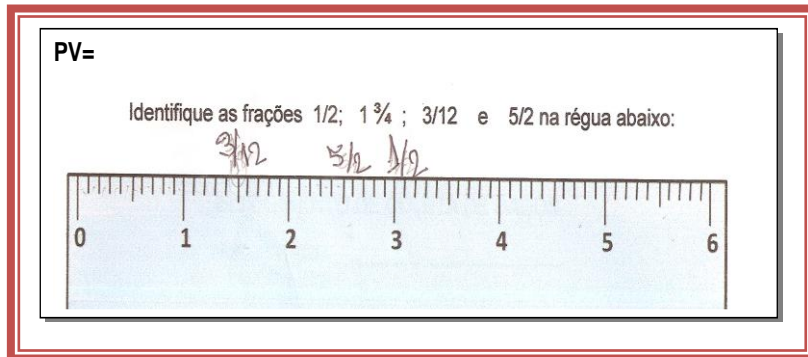 PV=
Identifique as frações 1/2; 1 ¾ ; 3/12 e 5/2 na régua abaixo:
3/12 5/2 1/2
0 1 2 3 4 5 6